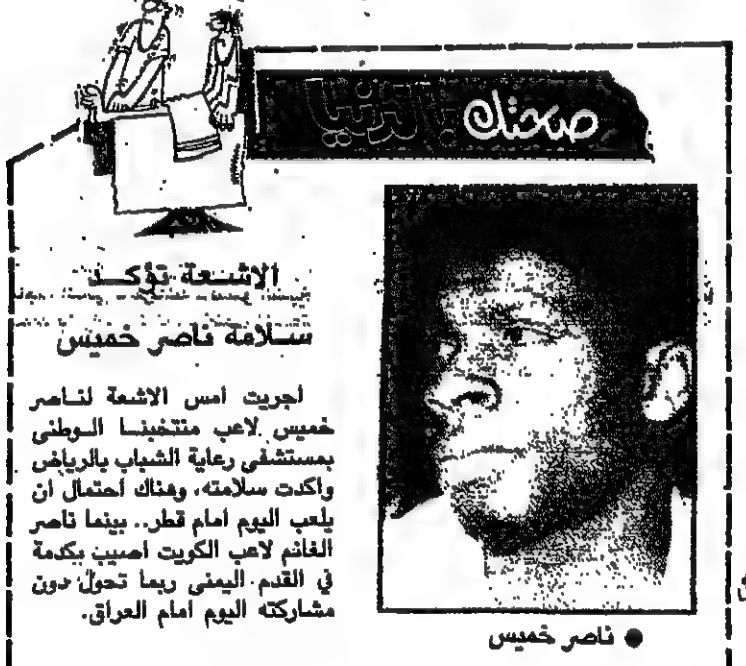 صحتك بالدنيا
الاشعة تؤكد
سلامة ناصر خميس
اجريت امس الاشعة لناصر
خميس لاعب منتخبنا الوطنى
بمستشفى رعاية الشباب بالرياض
واكدت سلامته، وهناك احتمال ان
يلعب اليوم امام قطر.. بينما ناصر
الغانم لاعب الكويت اصيب بكدمة
في القدم اليمنى ربما تحول دون
مشاركته اليوم امام العراق.
● ناصر خميس